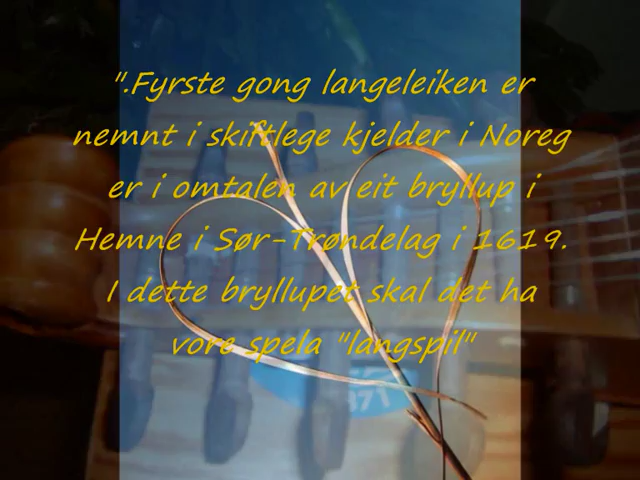 ".Fyrste gong langeleiken er
nemnt i skiftlege kjelder i Noreg
er i omtalen av eit bryllup i
Hemne i Sør-Trøndelag i 1619.
I dette bryllupet skal det ha
vore spela "langspil"
371